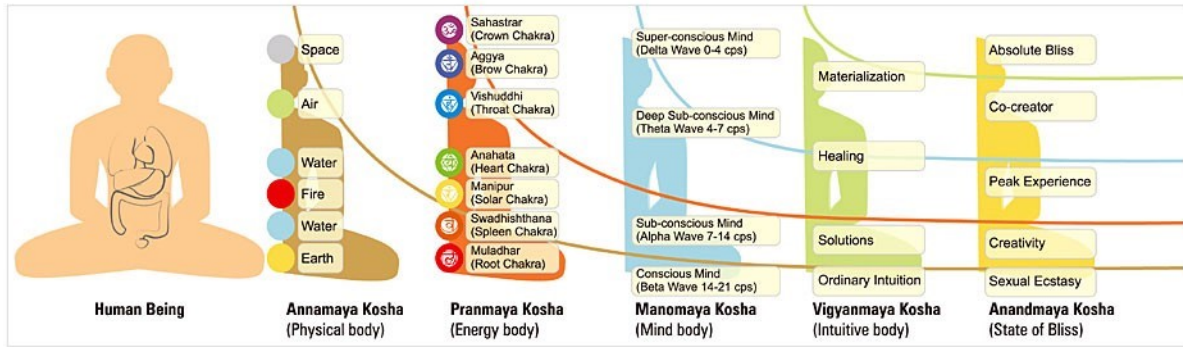 Human Being
Space
Air
Water
Fire
Water
Earth
Annamaya Kosha
(Physical body)
Sahastrar
(Crown Chakra)
Aggya
(Brow Chakra)
Vishuddhi
(Throat Chakra)
Anahata
(Heart Chakra)
Manipur
(Solar Chakra)
Swadhishthana
(Spleen Chakra)
Muladhar
(Root Chakra)
Pranmaya Kosha
(Energy body)
Super-conscious Mind
(Delta Wave 0-4 cps)
Deep Sub-conscious Mind
(Theta Wave 4-7 cps)
Sub-conscious Mind
(Alpha Wave 7-14 cps)
Conscious Mind
(Beta Wave 14-21 cps)
Manomaya Kosha
(Mind body)
Materialization
Healing
Solutions
Ordinary Intuition
Vigyanmaya Kosha
(Intuitive body)
Absolute Bliss
Co-creator
Peak Experience
Creativity
Sexual Ecstasy
Anandmaya Kosha
(State of Bliss)